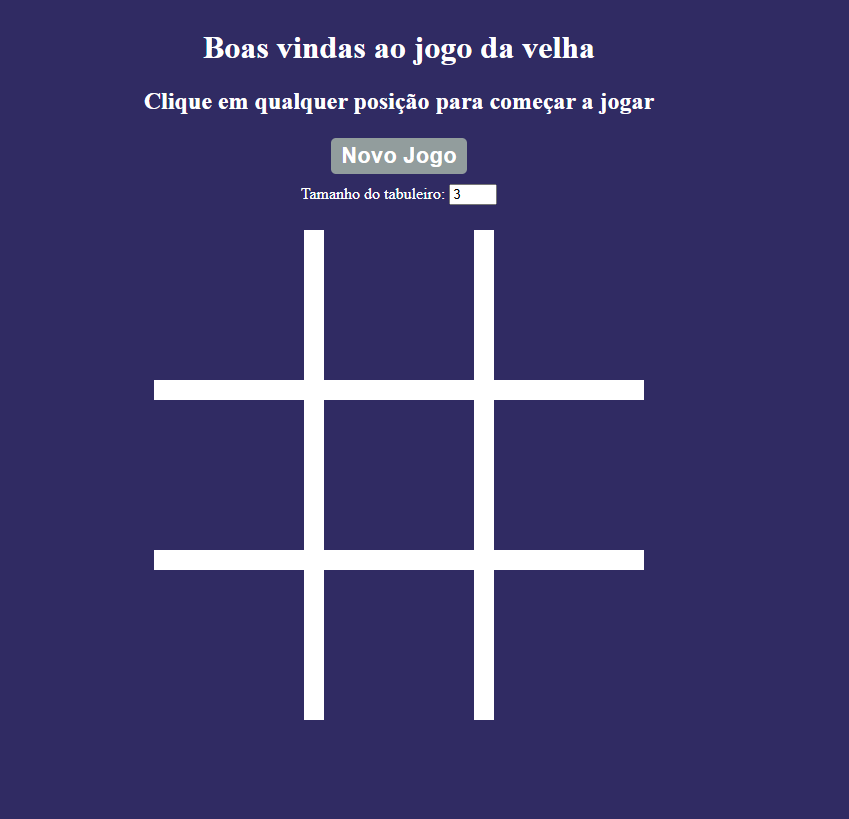 Boas vindas ao jogo da velha
Clique em qualquer posição para começar a jogar
Novo Jogo
Tamanho do tabuleiro: 3